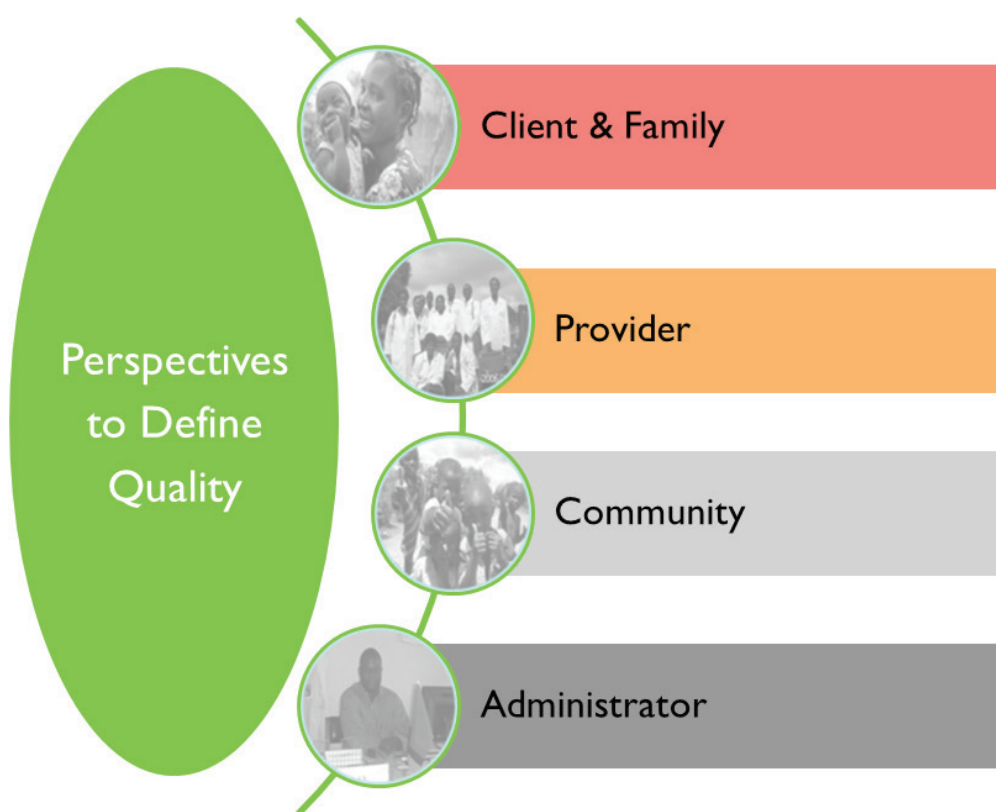 Perspectives
to Define
Quality
Client & Family
Provider
Community
Administrator